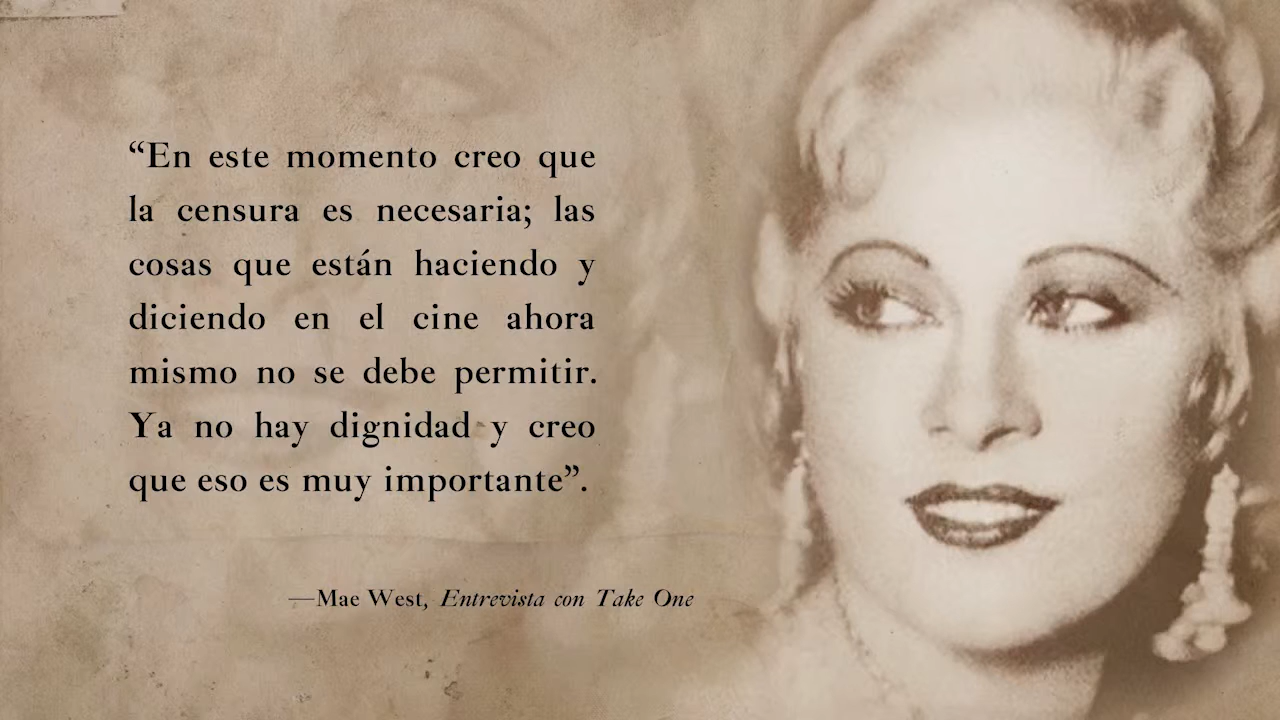 “En este momento creo que
la censura es necesaria; las
cosas que están haciendo y
diciendo en el cine ahora
mismo no se debe permitir.
Ya no hay dignidad y creo
que eso es muy importante”.
—Mae West, Entrevista con Take One